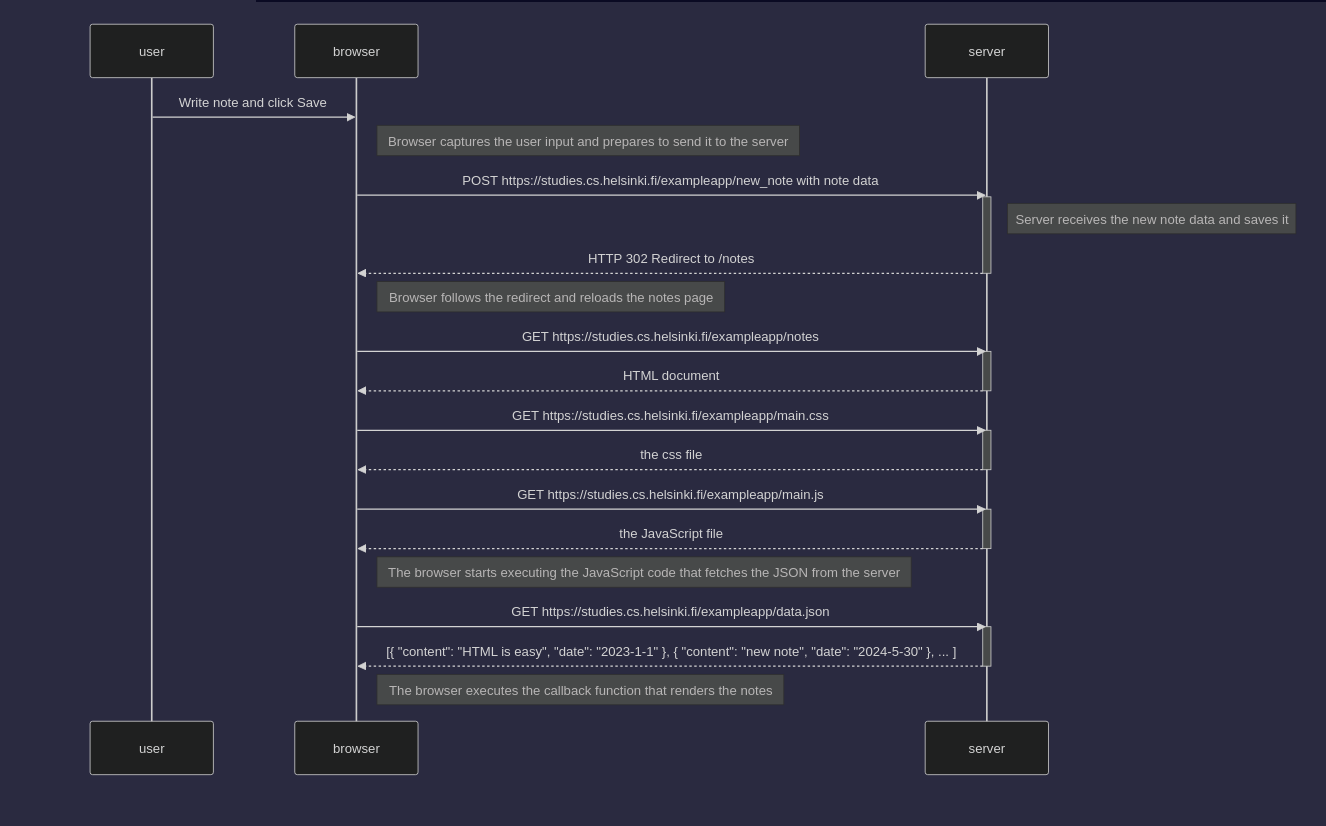 user
browser
server
Write note and click Save
Browser captures the user input and prepares to send it to the server
POST https://studies.cs.helsinki.fi/exampleapp/new_note with note data
Server receives the new note data and saves it
HTTP 302 Redirect to /notes
Browser follows the redirect and reloads the notes page
GET https://studies.cs.helsinki.fi/exampleapp/notes
HTML document
GET https://studies.cs.helsinki.fi/exampleapp/main.css
the css file
GET https://studies.cs.helsinki.fi/exampleapp/main.js
the JavaScript file
The browser starts executing the JavaScript code that fetches the JSON from the server
GET https://studies.cs.helsinki.fi/exampleapp/data.json
[{ "content": "HTML is easy", "date": "2023-1-1" }, { "content": "new note", "date": "2024-5-30" }, ... ]
The browser executes the callback function that renders the notes
user
browser
server